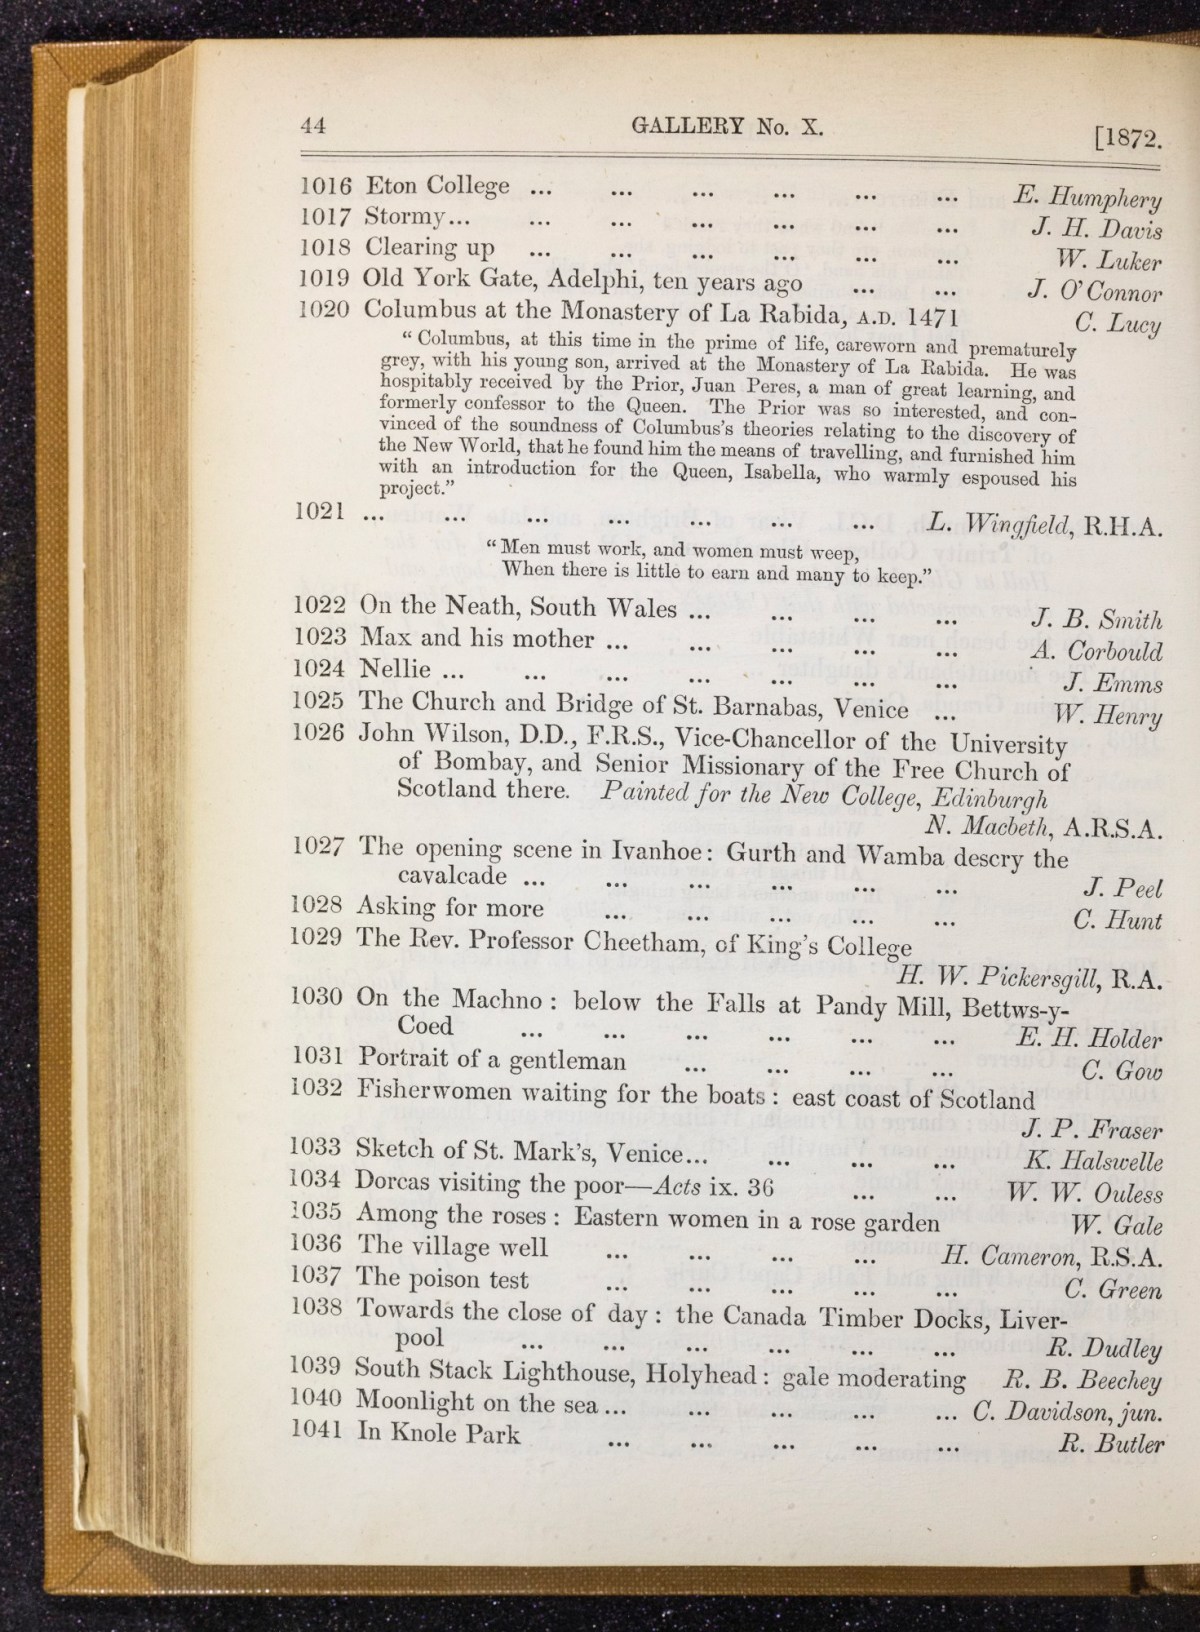 44 GALLERY No. X. [1872.
1016 Eton College ... ... ... ... ... ... E. Humphery
1017 Stormy... ... ... ... ... ... ... J. H. Davis
1018 Clearing up ... ... ... ... ... ... W. Luker
1019 Old York Gate, Adelphi, ten years ago ... ... J. O'Connor
1020 Columbus at the Monastery of La Rabida, A.D. 1471 C. Lucy
"Columbus, at this time in the prime of life, careworn and prematurely
grey, with his young son, arrived at the Monastery of La Rabida. He was
hospitably received by the Prior, Juan Peres, a man of great learning, and
formerly confessor to the Queen. The Prior was so interested, and con-
vinced of the soundness of Columbus's theories relating to the discovery of
the New World, that he found him the means of travelling, and furnished him
with an introduction for the Queen, Isabella, who warmly espoused his
project."
1021 ... ... ... ... ... ... ... L. Wingfield, R.H.A.
"Men must work, and women must weep,
When there is little to earn and many to keep."
1022 On the Neath, South Wales ... ... ... ... J. B. Smith
1023 Max and his mother ... ... ... ... ... A. Corbould
1024 Nellie ... ... ... ... ... ... ... J. Emms
1025 The Church and Bridge of St. Barnabas, Venice ... W. Henry
1026 John Wilson, D.D., F.R.S., Vice-Chancellor of the University
of Bombay, and Senior Missionary of the Free Church of
Scotland there. Painted for the New College, Edinburgh
N. Macbeth, A.R.S.A.
1027 The opening scene in Ivanhoe: Gurth and Wamba descry the
cavalcade ... ... ... ... ... ... J. Peel
1028 Asking for more ... ... ... ... ... C. Hunt
1029 The Rev. Professor Cheetham, of King's College
H. W. Pickersgill, R.A.
1030 On the Machno: below the Falls at Pandy Mill, Bettws-y-
Coed ... ... ... ... ... ... E. H. Holder
1031 Portrait of a gentleman ... ... ... ... C. Gow
1032 Fisherwomen waiting for the boats: east coast of Scotland
J. P. Fraser
1033 Sketch of St. Mark's, Venice... ... ... ... K. Halswelle
1034 Dorcas visiting the poor—Acts ix. 36 ... ... W. W. Ouless
1035 Among the roses: Eastern women in a rose garden W. Gale
1036 The village well ... ... ... ... H. Cameron, R.S.A.
1037 The poison test ... ... ... ... ... C. Green
1038 Towards the close of day: the Canada Timber Docks, Liver-
pool ... ... ... ... ... ... R. Dudley
1039 South Stack Lighthouse, Holyhead: gale moderating R. B. Beechey
1040 Moonlight on the sea... ... ... ... ... C. Davidson, jun.
1041 In Knole Park ... ... ... ... ... R. Butler